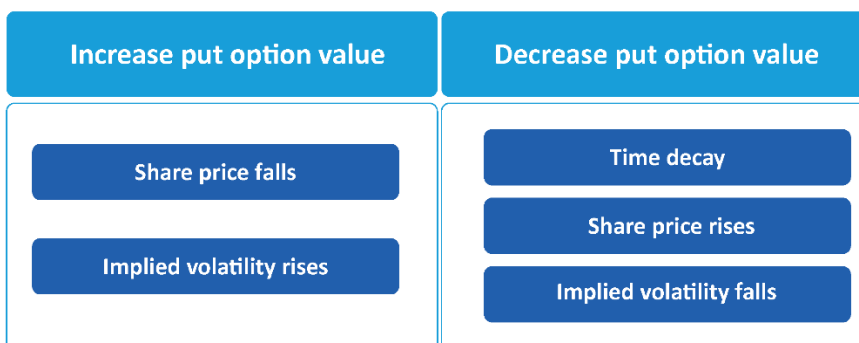 Increase put option value
Decrease put option value
Share price falls
Implied volatility rises
Time decay
Share price rises
Implied volatility falls